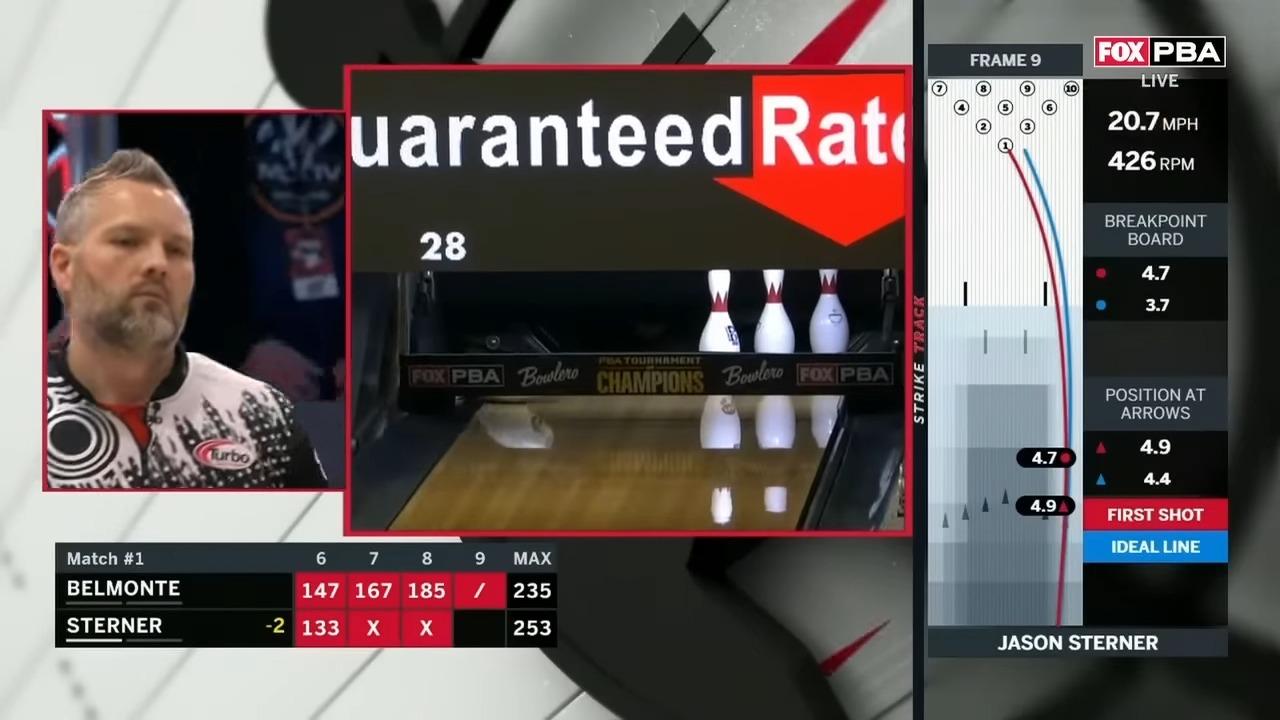 uaranteed Rate
28
FOX PBA
Bowlero
PBA TOURNAMENT
CHAMPIONS
Bowlero
FOX PBA
Turbo
Match #1 6 7 8 9 MAX
BELMONTE 147 167 185 / 235
STERNER -2 133 X X 253
STRIKE TRACK
FRAME 9
7 8 9 10
4 5 6
2 3
1
4.7
4.9
FOX PBA
LIVE
20.7 MPH
426 RPM
BREAKPOINT
BOARD
4.7
3.7
POSITION AT
ARROWS
4.9
4.4
FIRST SHOT
IDEAL LINE
JASON STERNER